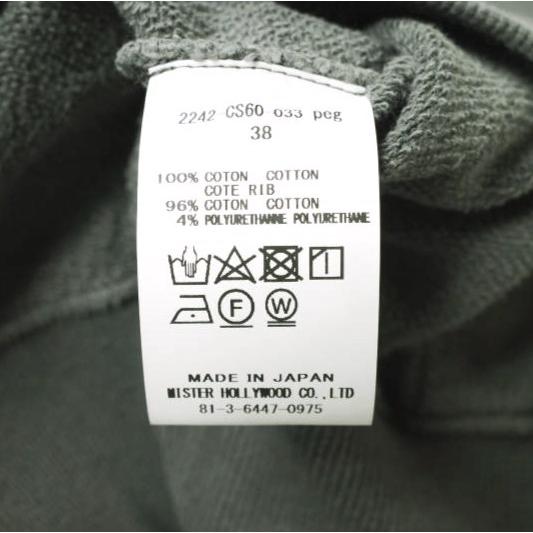 2242-CS60-033 peg
38
100% COTON COTTON
COTE RIB
96% COTON COTTON
4% POLYURETHANNE POLYURETHANE
F W
MADE IN JAPAN
MISTER HOLLYWOOD CO.,LTD
81-3-6447-0975